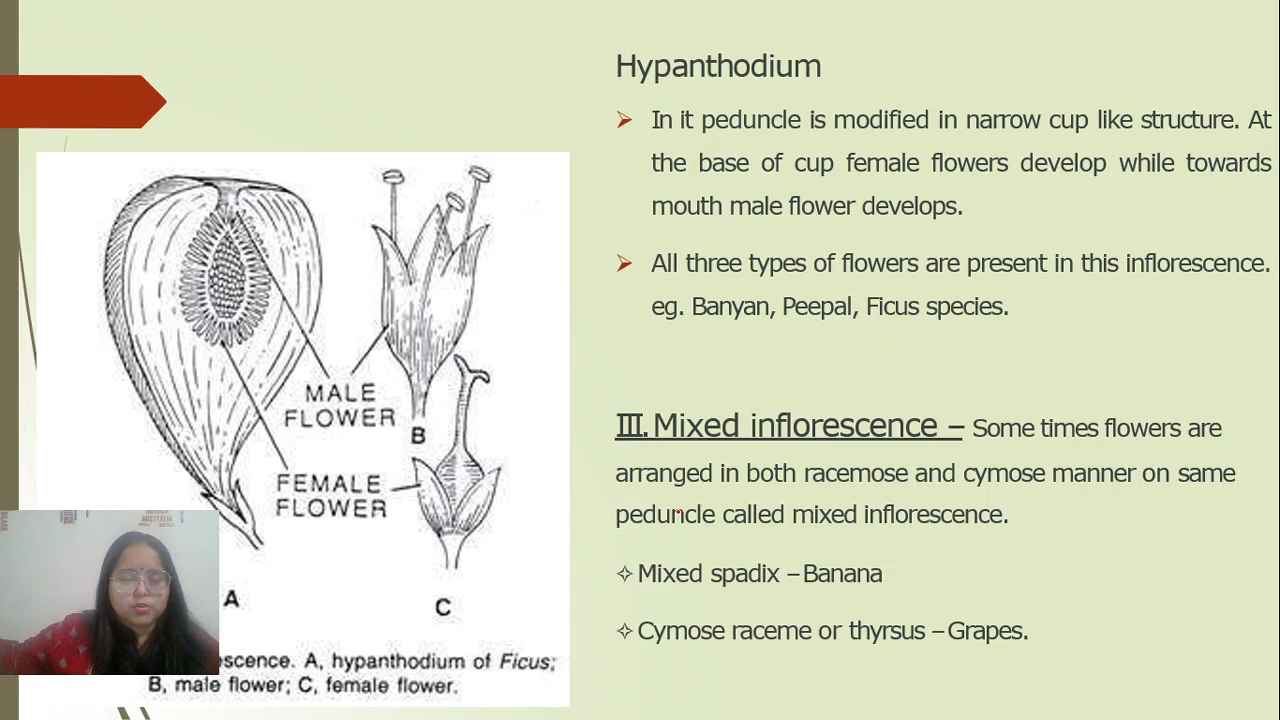 Hypanthodium
➢ In it peduncle is modified in narrow cup like structure. At
the base of cup female flowers develop while towards
mouth male flower develops.
➢ All three types of flowers are present in this inflorescence.
eg. Banyan, Peepal, Ficus species.
III. Mixed inflorescence – Some times flowers are
arranged in both racemose and cymose manner on same
peduncle called mixed inflorescence.
✧ Mixed spadix – Banana
✧ Cymose raceme or thyrsus – Grapes.
MALE
FLOWER
B
FEMALE
FLOWER
AUSTRALIA
A
C
escence. A, hypanthodium of Ficus;
B, male flower; C, female flower.